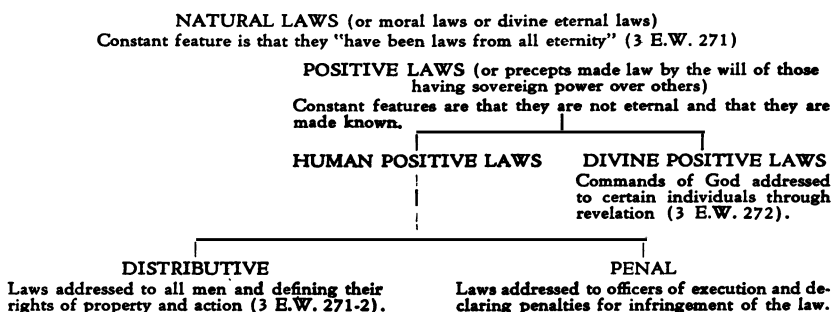 NATURAL LAWS (or moral laws or divine eternal laws)
Constant feature is that they "have been laws from all eternity" (3 E.W. 271)
POSITIVE LAWS (or precepts made law by the will of those
having sovereign power over others)
Constant features are that they are not eternal and that they are
made known.
HUMAN POSITIVE LAWS
DIVINE POSITIVE LAWS
Commands of God addressed
to certain individuals through
revelation (3 E.W. 272).
DISTRIBUTIVE
Laws addressed to all men and defining their
rights of property and action (3 E.W. 271-2).
PENAL
Laws addressed to officers of execution and de-
claring penalties for infringement of the law.